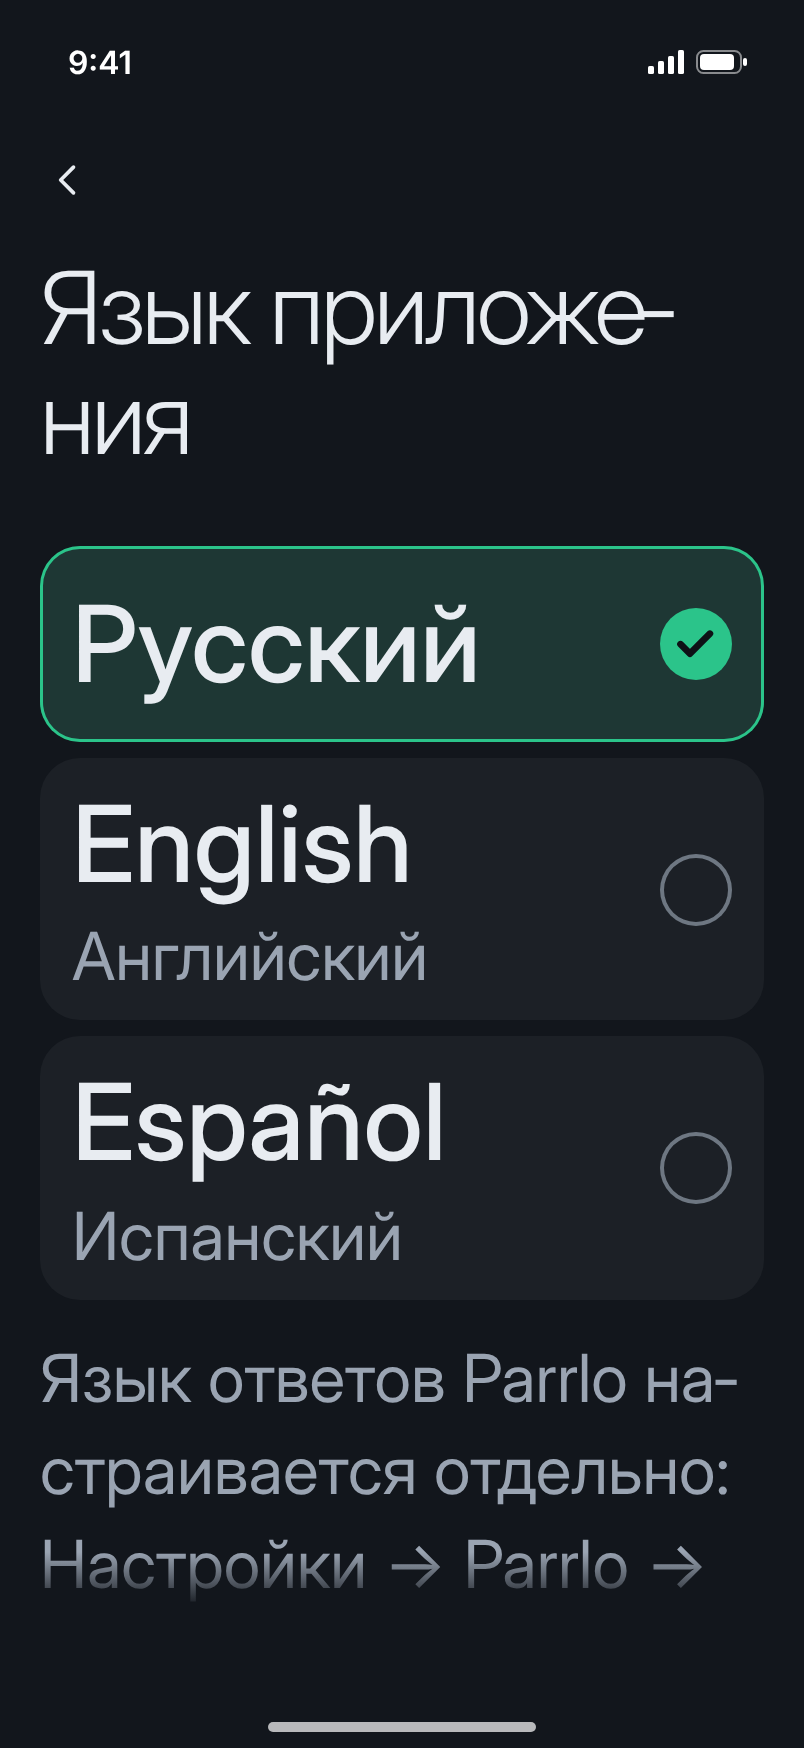 9:41
Язык приложе-
ния
Русский
English
Английский
Español
Испанский
Язык ответов Parrlo на-
страивается отдельно:
Настройки → Parrlo →